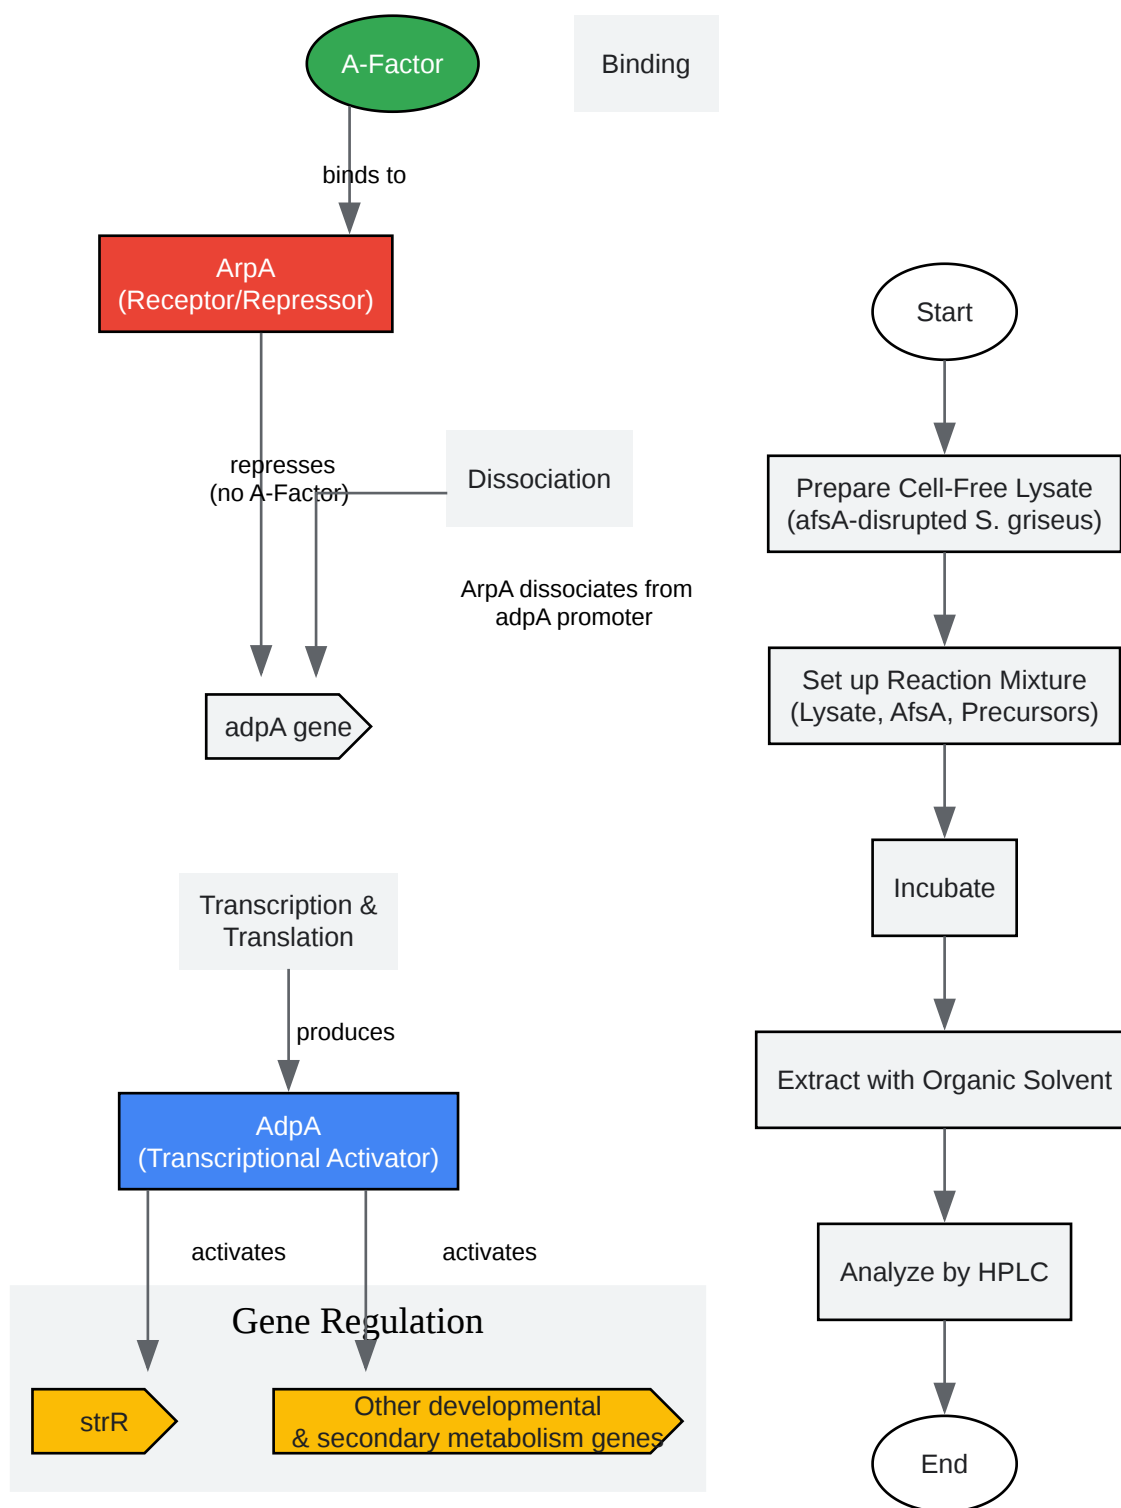 A-Factor
Binding
binds to
ArpA
(Receptor/Repressor)
represses
(no A-Factor)
Dissociation
ArpA dissociates from
adpA promoter
adpA gene
Transcription &
Translation
produces
AdpA
(Transcriptional Activator)
activates
activates
Gene Regulation
strR
Other developmental
& secondary metabolism genes
Start
Prepare Cell-Free Lysate
(afsA-disrupted S. griseus)
Set up Reaction Mixture
(Lysate, AfsA, Precursors)
Incubate
Extract with Organic Solvent
Analyze by HPLC
End